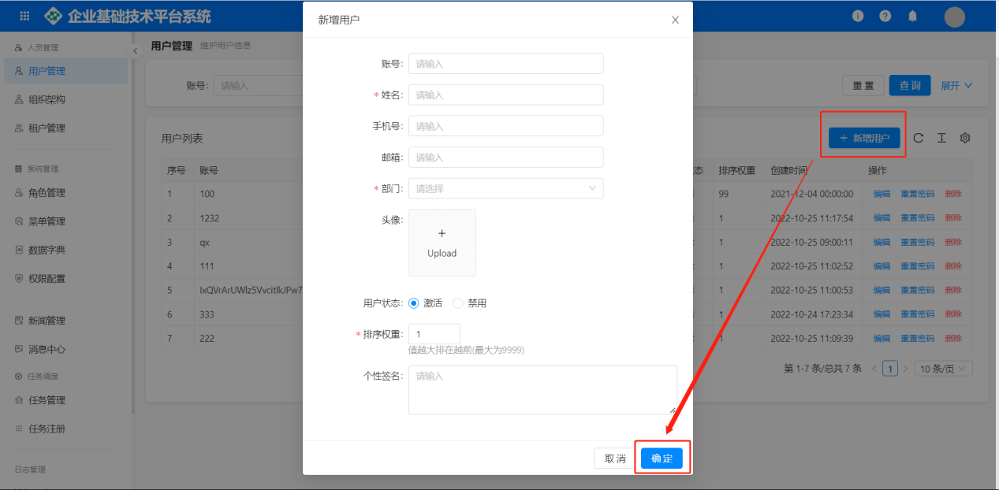 企业基础技术平台系统
人员管理
用户管理
组织架构
租户管理
系统管理
角色管理
菜单管理
数据字典
权限配置
新闻管理
消息中心
任务调度
任务管理
任务注册
日志管理
用户管理 维护用户信息
账号: 请输入
重 置 查 询 展开
用户列表
+ 新增用户
序号 账号 态 排序权重 创建时间 操作
1 100 99 2021-12-04 00:00:00 编辑 重置密码 删除
2 1232 1 2022-10-25 11:17:54 编辑 重置密码 删除
3 qx 1 2022-10-25 09:00:11 编辑 重置密码 删除
4 111 1 2022-10-25 11:02:52 编辑 重置密码 删除
5 IxQVrArUWlz5VvcitlkJPw7 1 2022-10-25 11:00:53 编辑 重置密码 删除
6 333 1 2022-10-24 17:23:34 编辑 重置密码 删除
7 222 1 2022-10-25 11:09:39 编辑 重置密码 删除
第 1-7 条/总共 7 条 < 1 > 10 条/页
新增用户
账号: 请输入
* 姓名: 请输入
手机号: 请输入
邮箱: 请输入
* 部门: 请选择
头像:
+
Upload
用户状态: 激活 禁用
* 排序权重: 1
值越大排在越前(最大为9999)
个性签名: 请输入
取 消 确 定